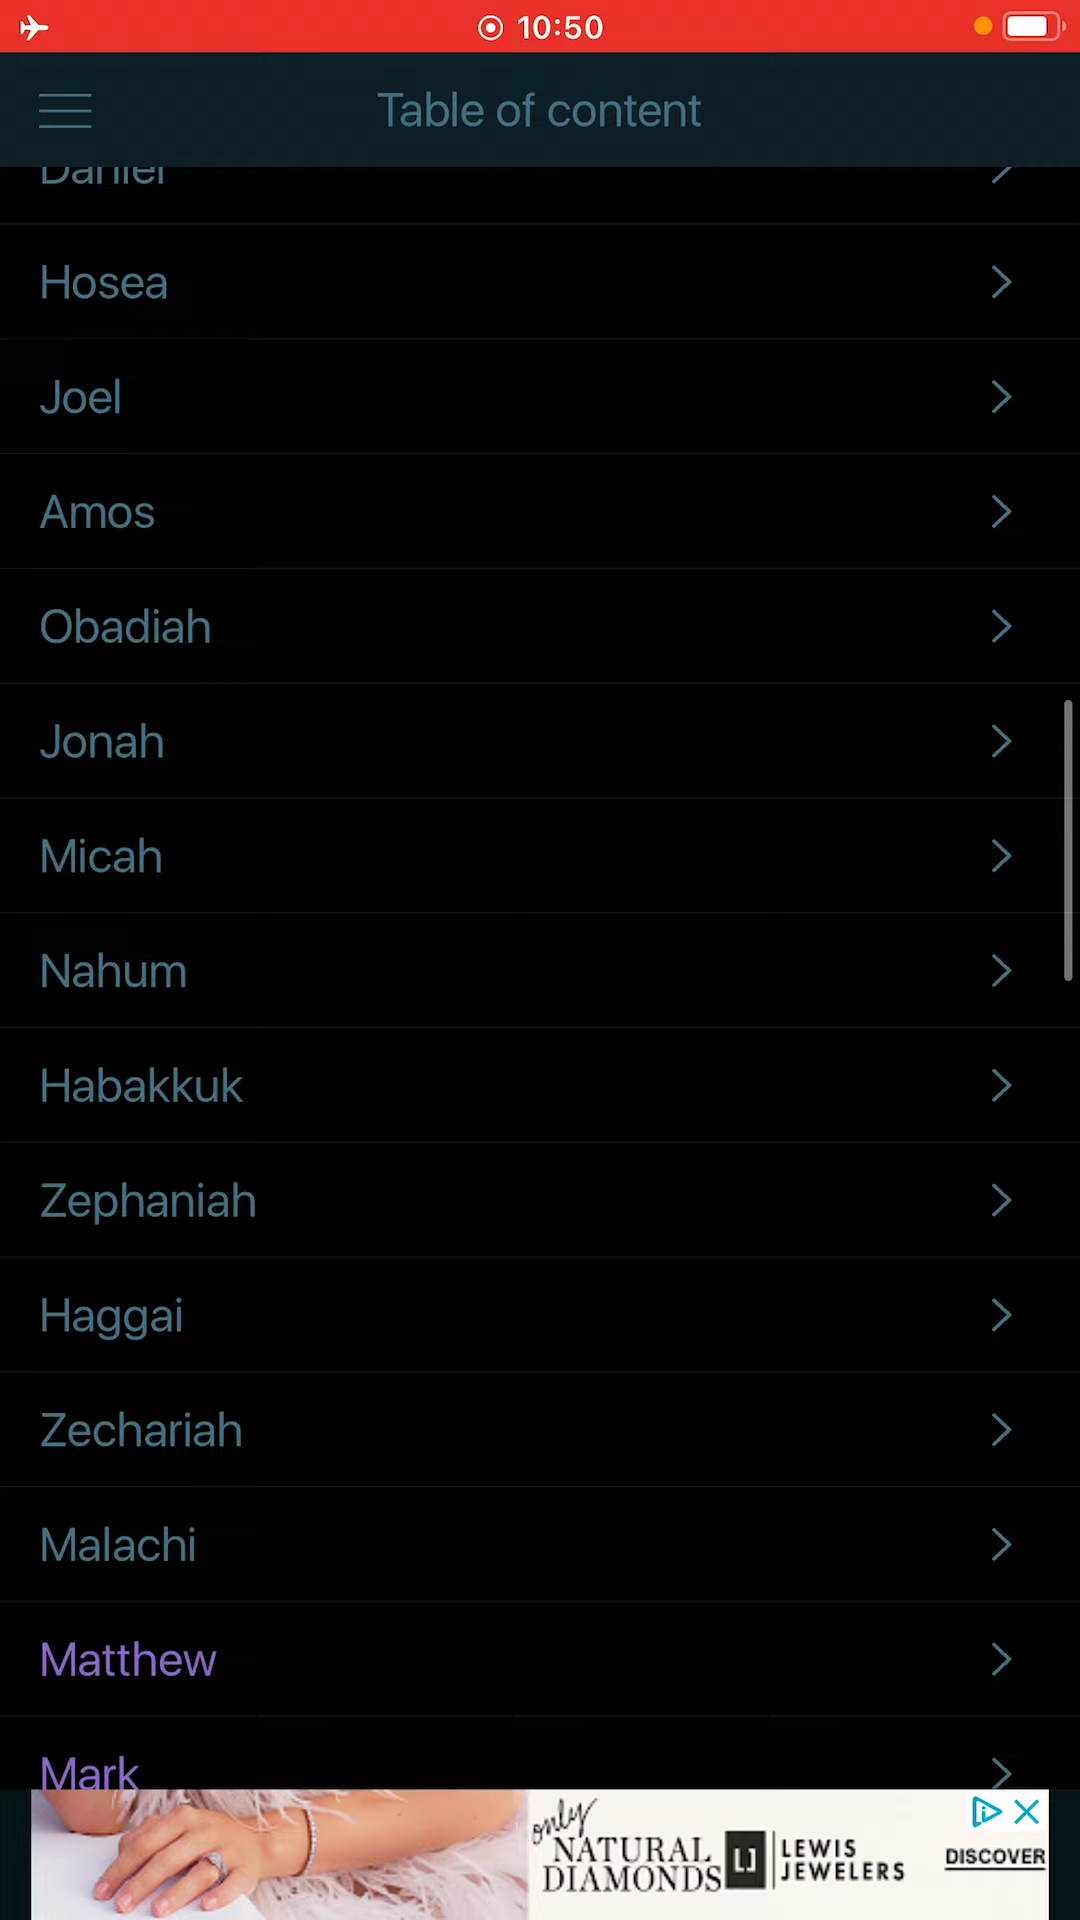 10:50
Table of content
Daniel
Hosea
Joel
Amos
Obadiah
Jonah
Micah
Nahum
Habakkuk
Zephaniah
Haggai
Zechariah
Malachi
Matthew
Mark
only
NATURAL
DIAMONDS
LJ
LEWIS
JEWELERS
DISCOVER